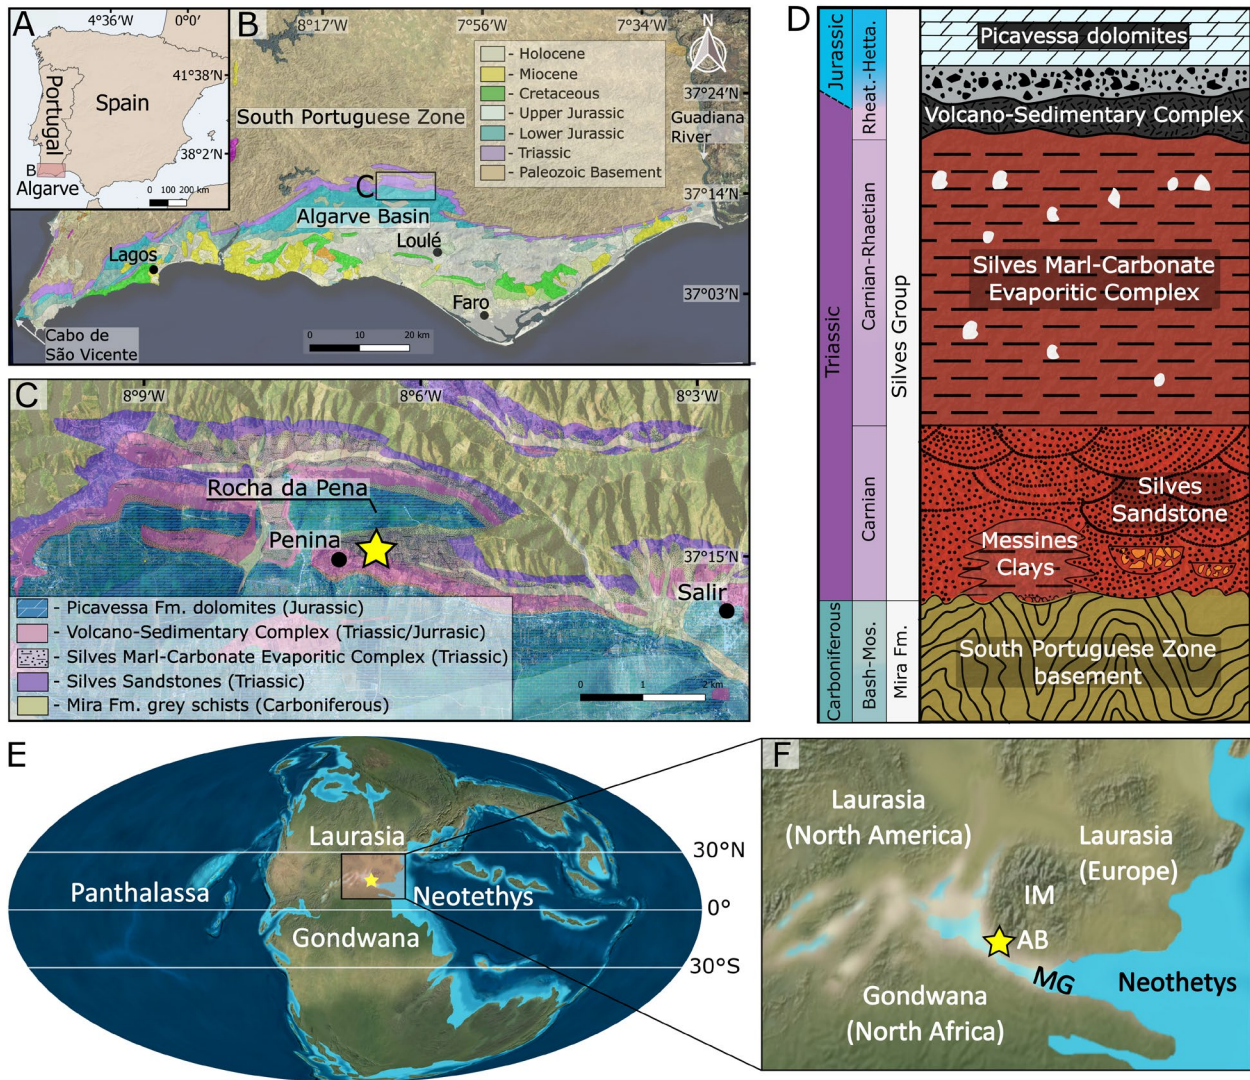 A
4°36′W
0°0′
41°38′N
Portugal
Spain
38°2′N
B
Algarve
0 100 200 km
B
8°17′W
7°56′W
7°34′W
N
- Holocene
- Miocene
- Cretaceous
- Upper Jurassic
- Lower Jurassic
- Triassic
- Paleozoic Basement
37°24′N
Guadiana
River
South Portuguese Zone
37°14′N
C
Algarve Basin
Loulé
Lagos
37°03′N
Faro
Cabo de
São Vicente
0 10 20 km
C
8°9′W
8°6′W
8°3′W
Rocha da Pena
Penina
37°15′N
Salir
- Picavessa Fm. dolomites (Jurassic)
- Volcano-Sedimentary Complex (Triassic/Jurrasic)
- Silves Marl-Carbonate Evaporitic Complex (Triassic)
- Silves Sandstones (Triassic)
- Mira Fm. grey schists (Carboniferous)
0 1 2 km
D
Jurassic
Rheat.-Hetta.
Picavessa dolomites
Volcano-Sedimentary Complex
Triassic
Carnian-Rhaetian
Silves Group
Silves Marl-Carbonate
Evaporitic Complex
Carnian
Silves
Sandstone
Messines
Clays
Carboniferous
Bash-Mos.
Mira Fm.
South Portuguese Zone
basement
E
Laurasia
30°N
Panthalassa
Neotethys
0°
Gondwana
30°S
F
Laurasia
(North America)
Laurasia
(Europe)
IM
AB
MG
Neothetys
Gondwana
(North Africa)